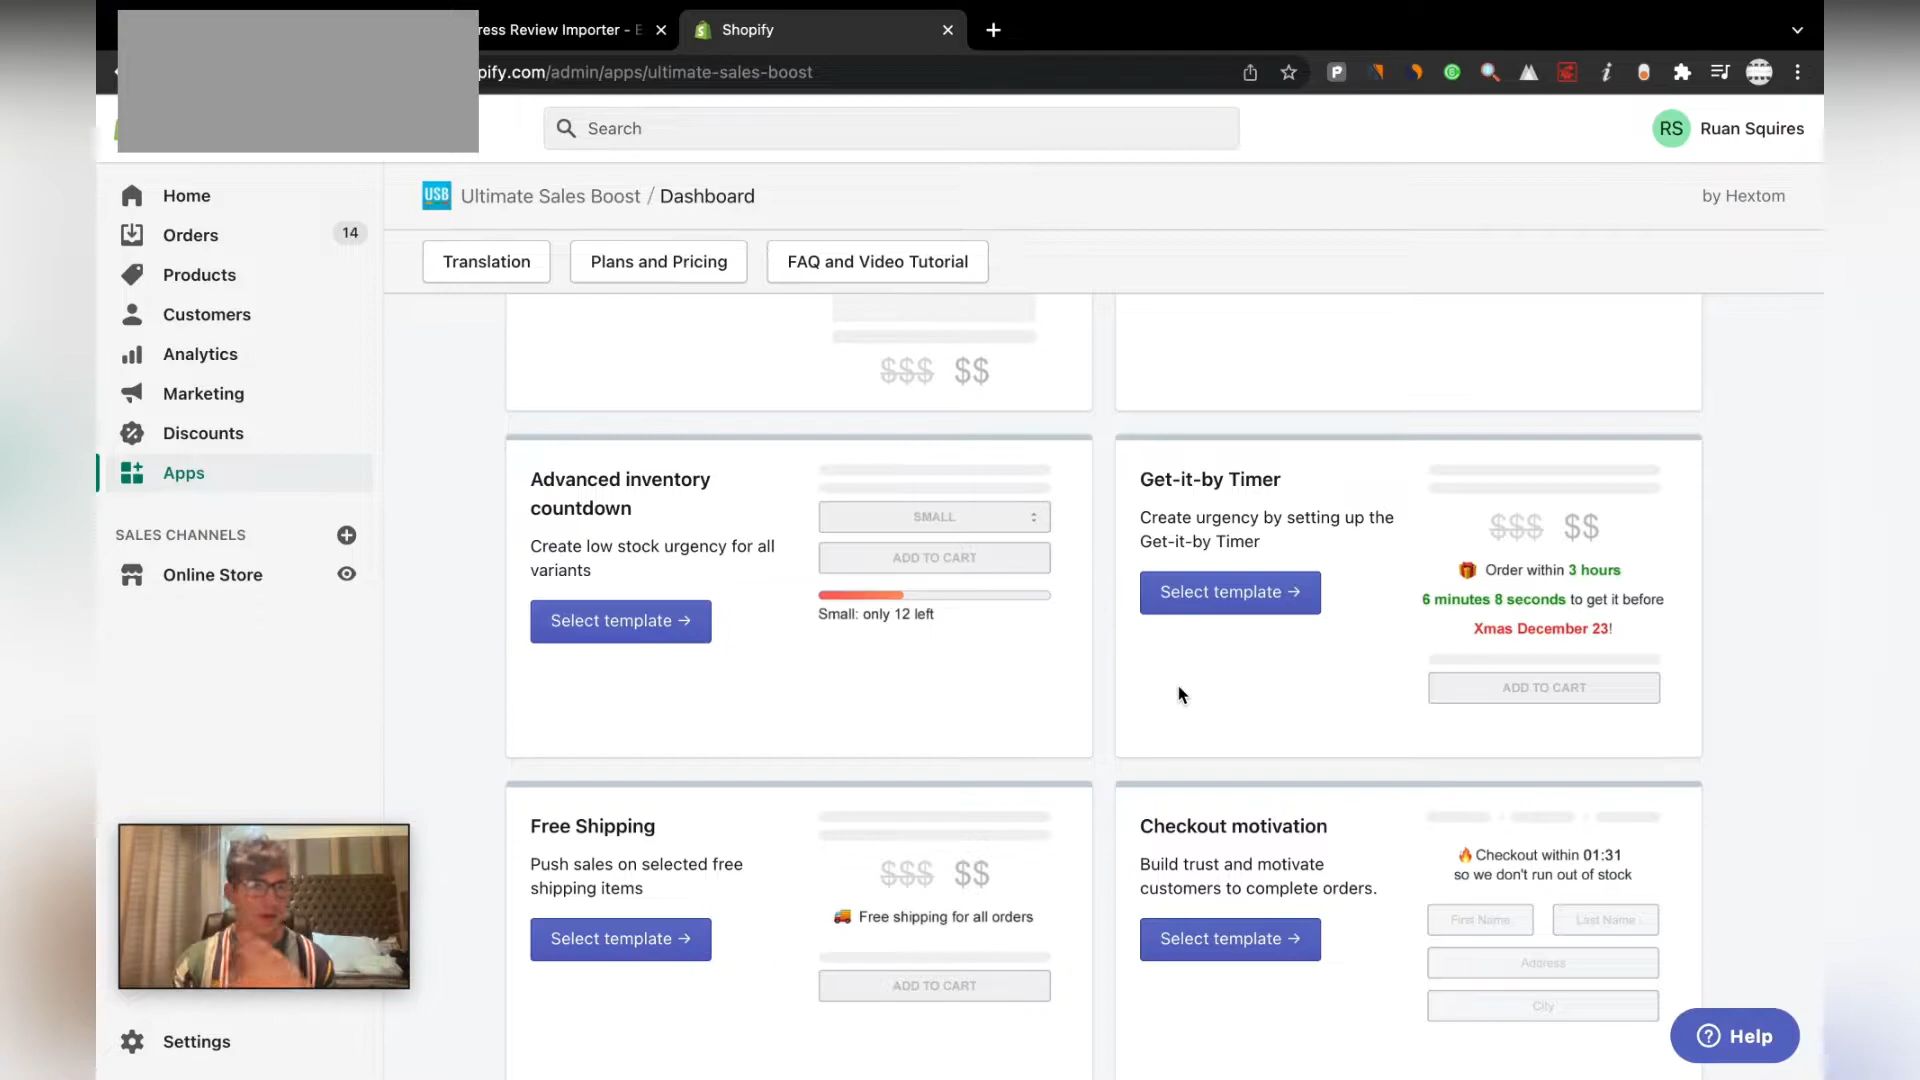 ress Review Importer - E
Shopify
pify.com/admin/apps/ultimate-sales-boost
Search
RS Ruan Squires
Home
Orders 14
Products
Customers
Analytics
Marketing
Discounts
Apps
SALES CHANNELS
Online Store
Settings
USB Ultimate Sales Boost / Dashboard
by Hextom
Translation
Plans and Pricing
FAQ and Video Tutorial
$$$ $$
Advanced inventory
countdown
Create low stock urgency for all
variants
Select template →
SMALL
ADD TO CART
Small: only 12 left
Get-it-by Timer
Create urgency by setting up the
Get-it-by Timer
Select template →
$$$ $$
Order within 3 hours
6 minutes 8 seconds to get it before
Xmas December 23!
ADD TO CART
Free Shipping
Push sales on selected free
shipping items
Select template →
$$$ $$
Free shipping for all orders
ADD TO CART
Checkout motivation
Build trust and motivate
customers to complete orders.
Select template →
Checkout within 01:31
so we don't run out of stock
First Name
Last Name
Address
City
Help